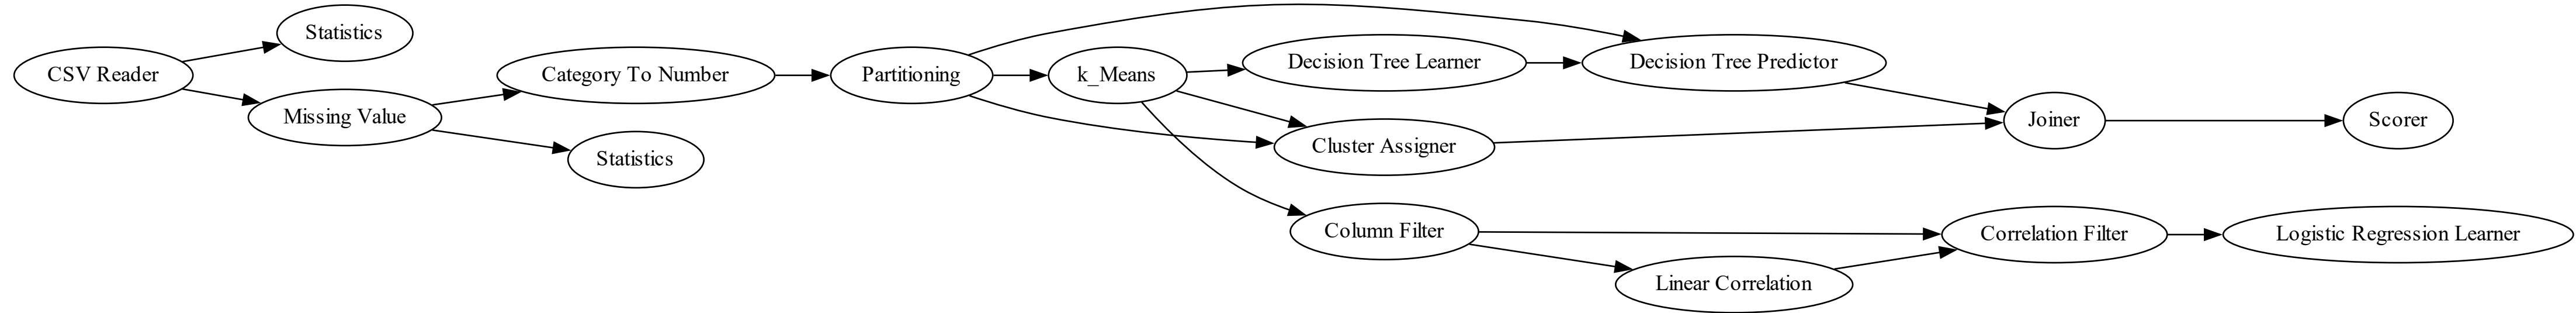 CSV Reader
Statistics
Missing Value
Category To Number
Statistics
Partitioning
k_Means
Decision Tree Learner
Decision Tree Predictor
Cluster Assigner
Joiner
Scorer
Column Filter
Linear Correlation
Correlation Filter
Logistic Regression Learner